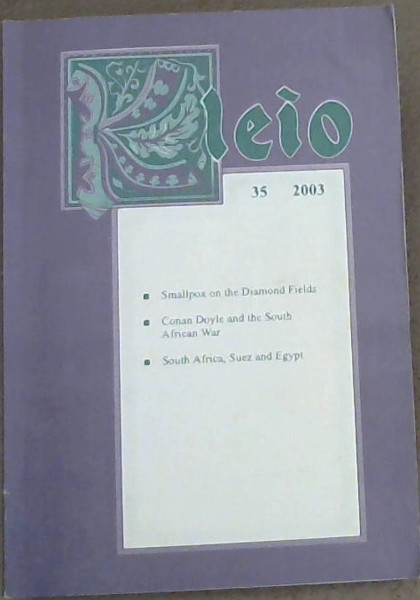 Kleio
35 2003
Smallpox on the Diamond Fields
Conan Doyle and the South
African War
South Africa, Suez and Egypt